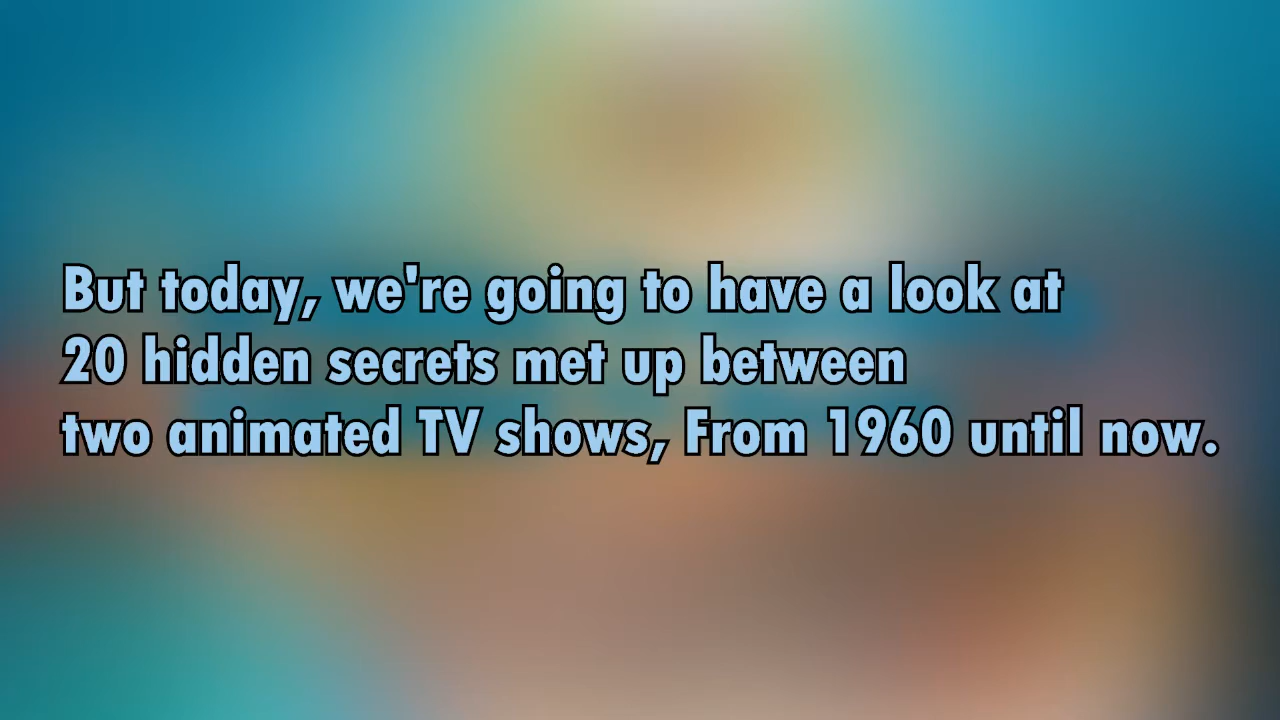 But today, we're going to have a look at
20 hidden secrets met up between
two animated TV shows, From 1960 until now.